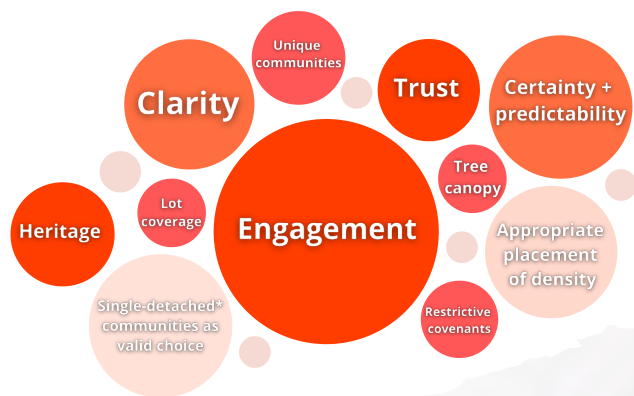 Unique
communities
Clarity
Trust
Certainty +
predictability
Tree
canopy
Lot
coverage
Heritage
Engagement
Appropriate
placement
of density
Single-detached*
communities as
valid choice
Restrictive
covenants